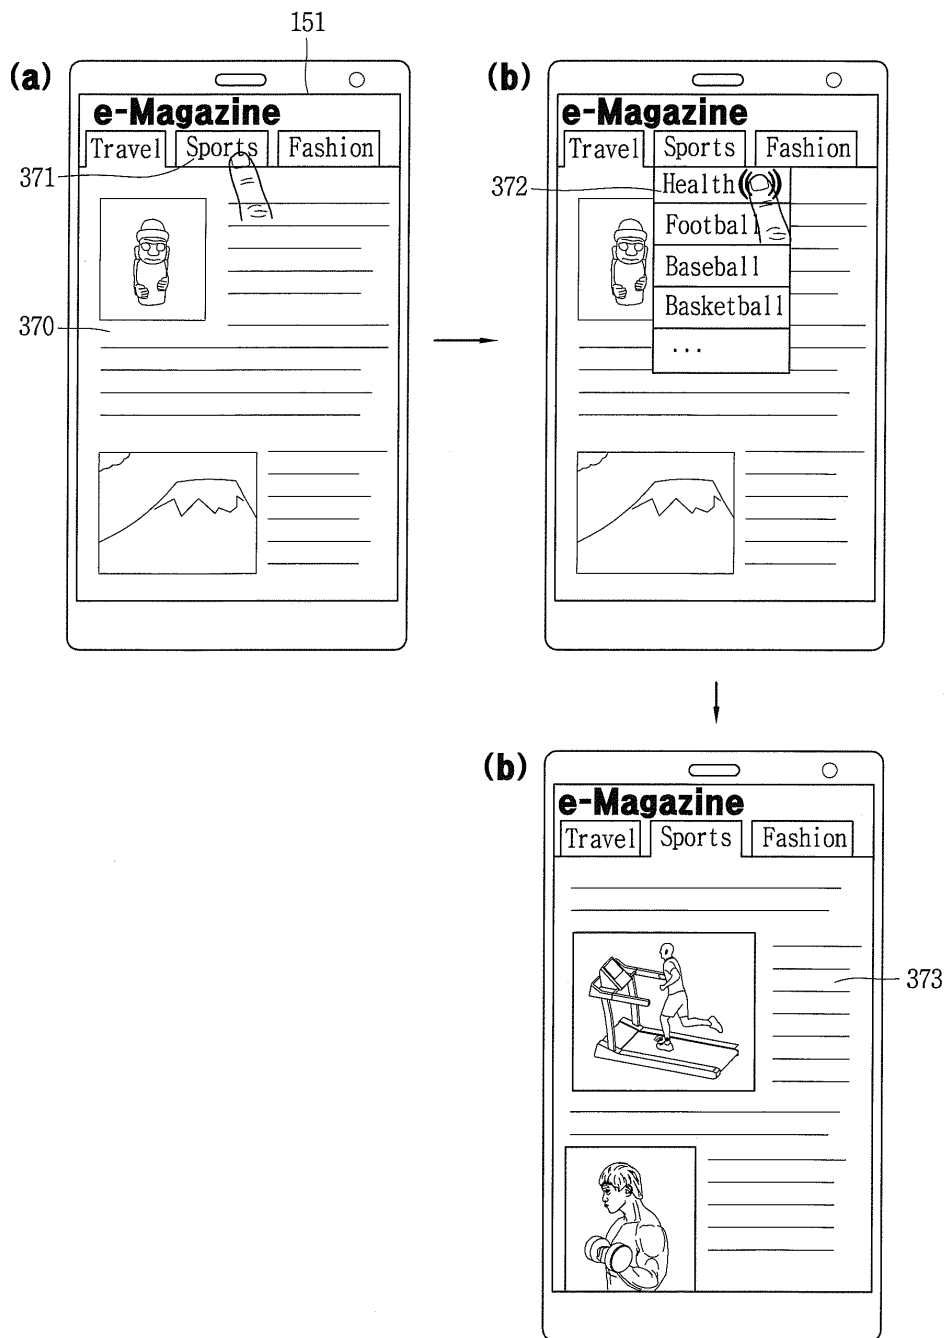 151
(a)
e-Magazine
Travel Sports Fashion
371
370
(b)
e-Magazine
Travel Sports Fashion
372
Health
Football
Baseball
Basketball
...
(b)
e-Magazine
Travel Sports Fashion
373